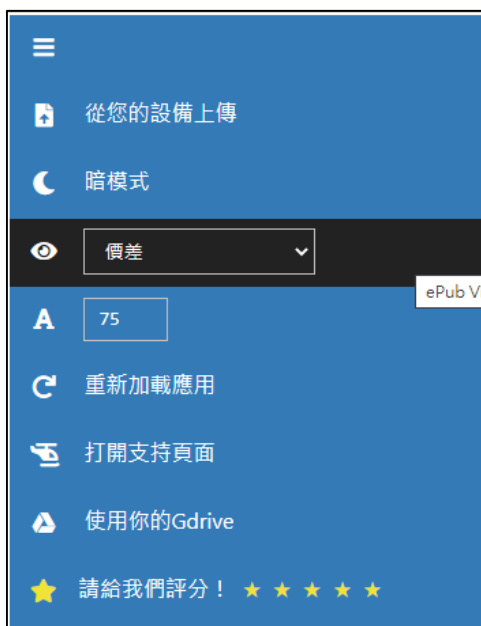 從您的設備上傳
暗模式
價差
ePub V
75
重新加載應用
打開支持頁面
使用你的Gdrive
請給我們評分！ ★ ★ ★ ★ ★